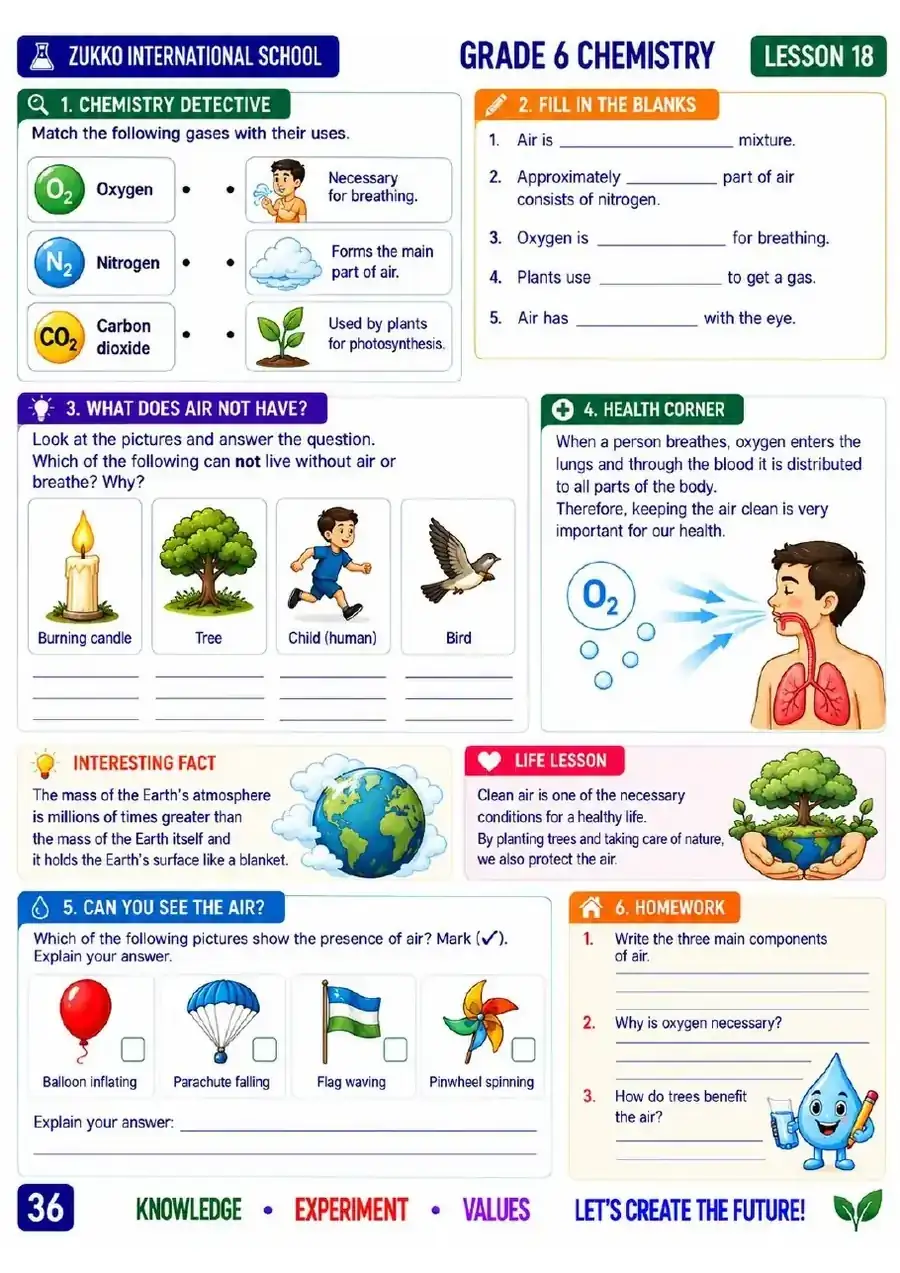 ZUKKO INTERNATIONAL SCHOOL
GRADE 6 CHEMISTRY
LESSON 18
1. CHEMISTRY DETECTIVE
Match the following gases with their uses.
O₂ Oxygen
Necessary
for breathing.
N₂ Nitrogen
Forms the main
part of air.
CO₂ Carbon
dioxide
Used by plants
for photosynthesis.
2. FILL IN THE BLANKS
1. Air is ____________ mixture.
2. Approximately ____________ part of air
consists of nitrogen.
3. Oxygen is ____________ for breathing.
4. Plants use ____________ to get a gas.
5. Air has ____________ with the eye.
3. WHAT DOES AIR NOT HAVE?
Look at the pictures and answer the question.
Which of the following can not live without air or
breathe? Why?
Burning candle
Tree
Child (human)
Bird
4. HEALTH CORNER
When a person breathes, oxygen enters the
lungs and through the blood it is distributed
to all parts of the body.
Therefore, keeping the air clean is very
important for our health.
O₂
INTERESTING FACT
The mass of the Earth's atmosphere
is millions of times greater than
the mass of the Earth itself and
it holds the Earth's surface like a blanket.
LIFE LESSON
Clean air is one of the necessary
conditions for a healthy life.
By planting trees and taking care of nature,
we also protect the air.
5. CAN YOU SEE THE AIR?
Which of the following pictures show the presence of air? Mark (✓).
Explain your answer.
Balloon inflating
Parachute falling
Flag waving
Pinwheel spinning
Explain your answer: ____________
6. HOMEWORK
1. Write the three main components
of air.
2. Why is oxygen necessary?
3. How do trees benefit
the air?
36
KNOWLEDGE • EXPERIMENT • VALUES
LET'S CREATE THE FUTURE!